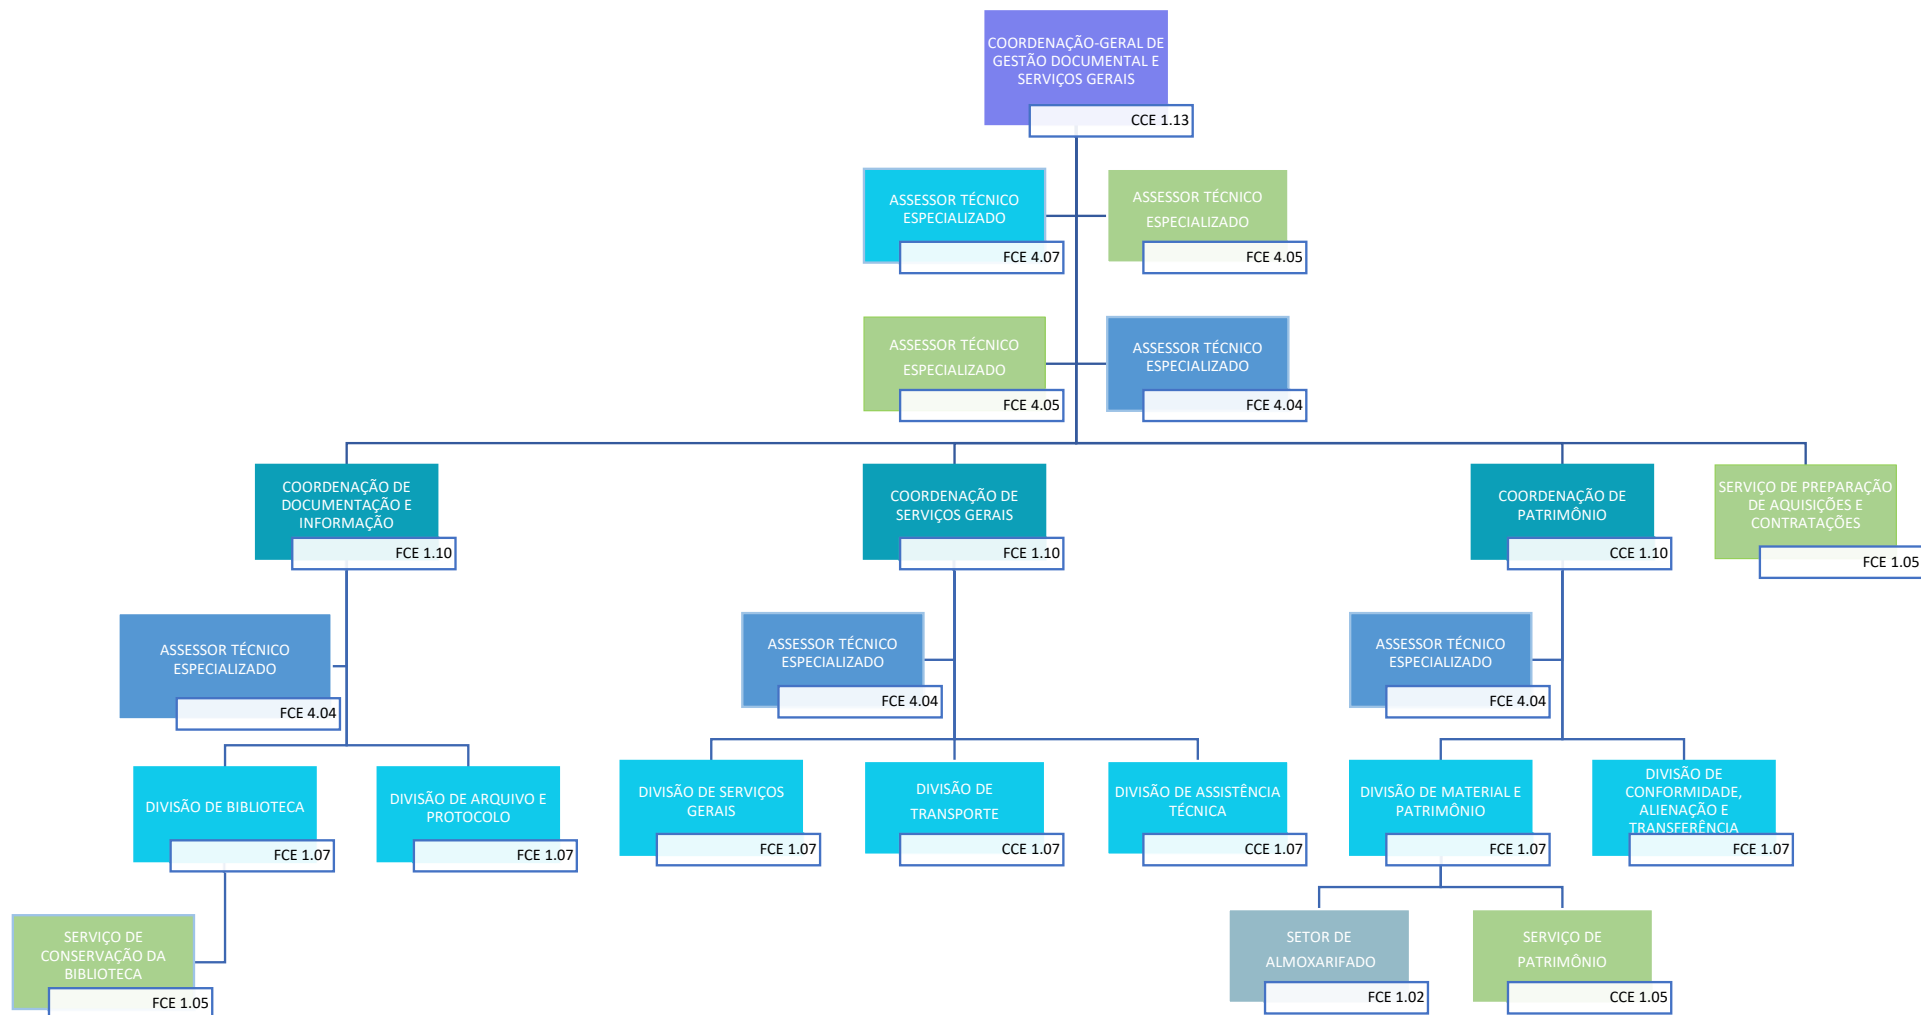 COORDENAÇÃO-GERAL DE
GESTÃO DOCUMENTAL E
SERVIÇOS GERAIS
CCE 1.13
ASSESSOR TÉCNICO
ESPECIALIZADO
FCE 4.07
ASSESSOR TÉCNICO
ESPECIALIZADO
FCE 4.05
ASSESSOR TÉCNICO
ESPECIALIZADO
FCE 4.05
ASSESSOR TÉCNICO
ESPECIALIZADO
FCE 4.04
COORDENAÇÃO DE
DOCUMENTAÇÃO E
INFORMAÇÃO
FCE 1.10
COORDENAÇÃO DE
SERVIÇOS GERAIS
FCE 1.10
COORDENAÇÃO DE
PATRIMÔNIO
CCE 1.10
SERVIÇO DE PREPARAÇÃO
DE AQUISIÇÕES E
CONTRATAÇÕES
FCE 1.05
ASSESSOR TÉCNICO
ESPECIALIZADO
FCE 4.04
ASSESSOR TÉCNICO
ESPECIALIZADO
FCE 4.04
ASSESSOR TÉCNICO
ESPECIALIZADO
FCE 4.04
DIVISÃO DE BIBLIOTECA
FCE 1.07
DIVISÃO DE ARQUIVO E
PROTOCOLO
FCE 1.07
DIVISÃO DE SERVIÇOS
GERAIS
FCE 1.07
DIVISÃO DE
TRANSPORTE
CCE 1.07
DIVISÃO DE ASSISTÊNCIA
TÉCNICA
CCE 1.07
DIVISÃO DE MATERIAL E
PATRIMÔNIO
FCE 1.07
DIVISÃO DE
CONFORMIDADE,
ALIENAÇÃO E
TRANSFERÊNCIA
FCE 1.07
SERVIÇO DE
CONSERVAÇÃO DA
BIBLIOTECA
FCE 1.05
SETOR DE
ALMOXARIFADO
FCE 1.02
SERVIÇO DE
PATRIMÔNIO
CCE 1.05